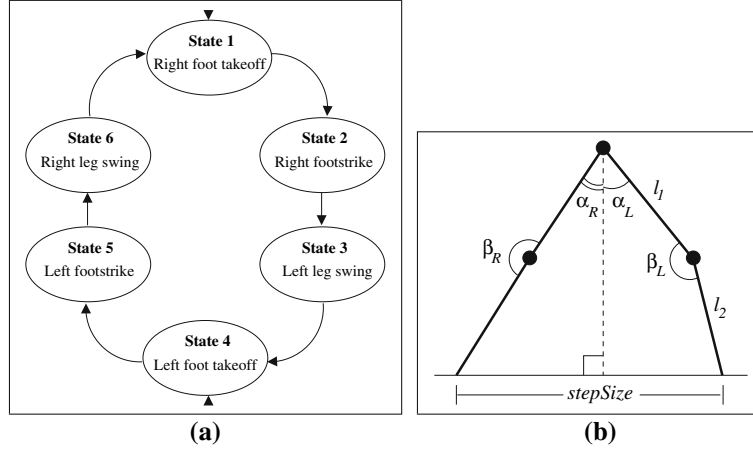 State 1
Right foot takeoff
State 2
Right footstrike
State 3
Left leg swing
State 4
Left foot takeoff
State 5
Left footstrike
State 6
Right leg swing
(a)
α_R α_L
l_1
β_R
β_L
l_2
stepSize
(b)